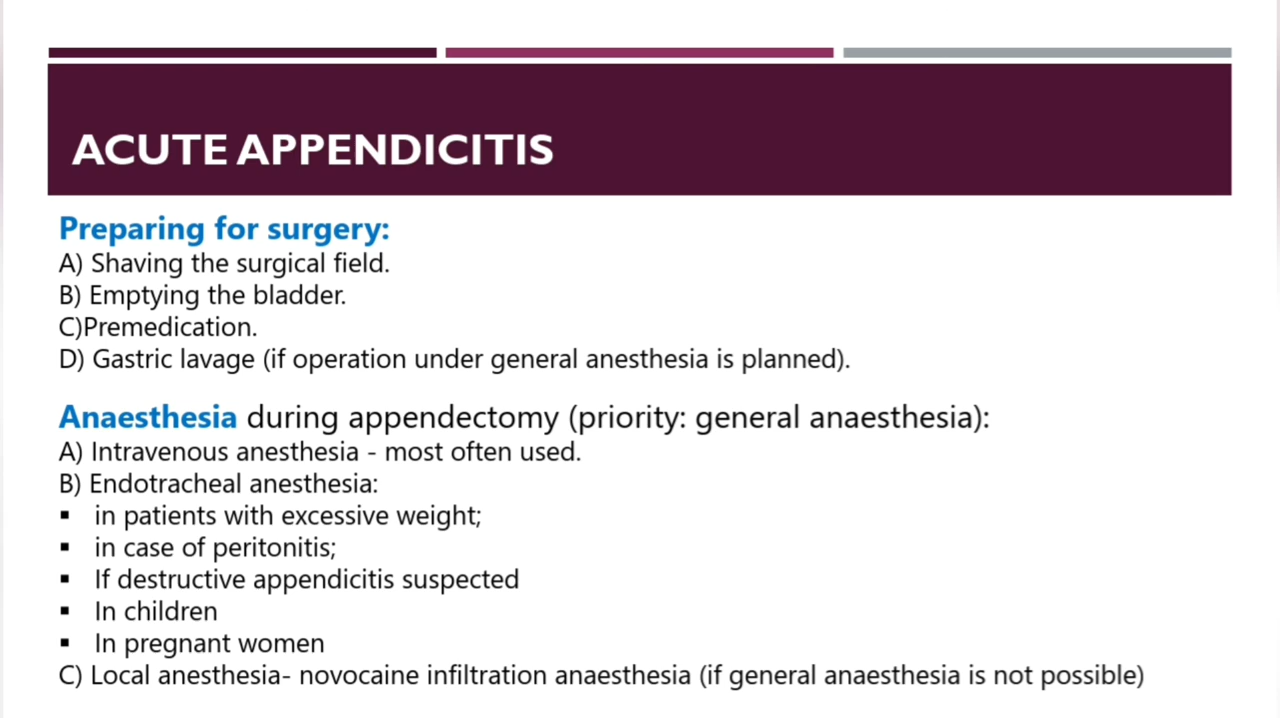 ACUTE APPENDICITIS
Preparing for surgery:
A) Shaving the surgical field.
B) Emptying the bladder.
C)Premedication.
D) Gastric lavage (if operation under general anesthesia is planned).
Anaesthesia during appendectomy (priority: general anaesthesia):
A) Intravenous anesthesia - most often used.
B) Endotracheal anesthesia:
▪ in patients with excessive weight;
▪ in case of peritonitis;
▪ If destructive appendicitis suspected
▪ In children
▪ In pregnant women
C) Local anesthesia- novocaine infiltration anaesthesia (if general anaesthesia is not possible)